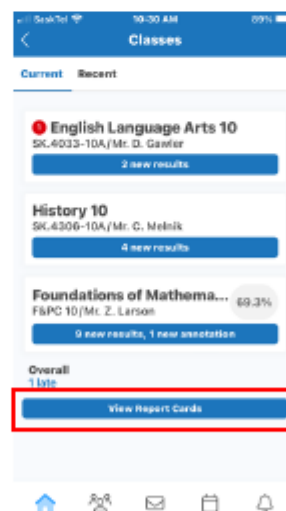 SaskTel 10:30 AM 89%
Classes
Current Recent
English Language Arts 10
SK.4033-10A/Mr. D. Gawler
2 new results
History 10
SK.4306-10A/Mr. C. Melnik
4 new results
Foundations of Mathema... 69.3%
F&PC 10/Mr. Z. Larson
9 new results, 1 new annotation
Overall
1 late
View Report Cards